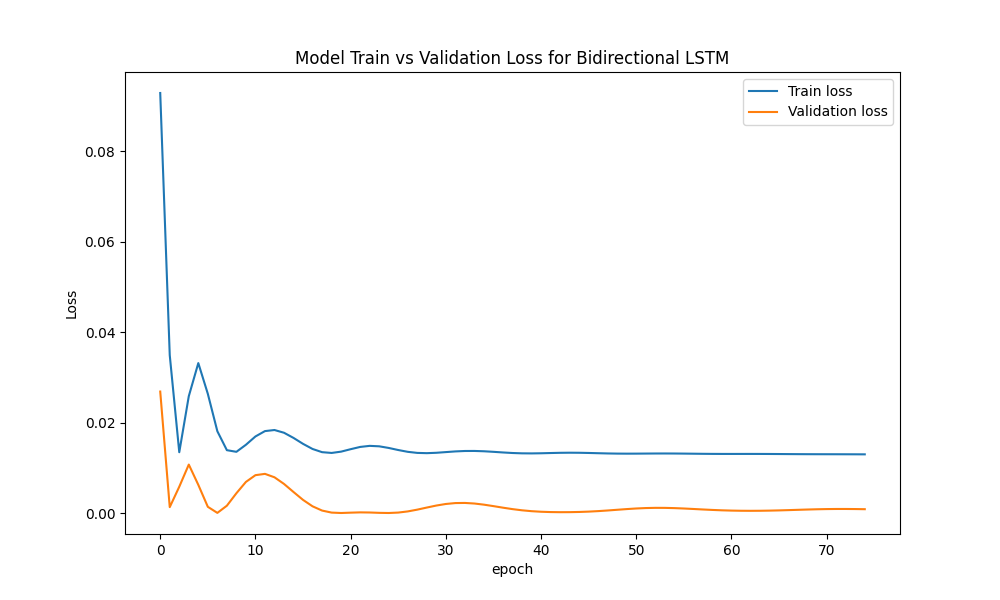 Model Train vs Validation Loss for Bidirectional LSTM
Train loss
Validation loss
Loss
0.08
0.06
0.04
0.02
0.00
0 10 20 30 40 50 60 70
epoch